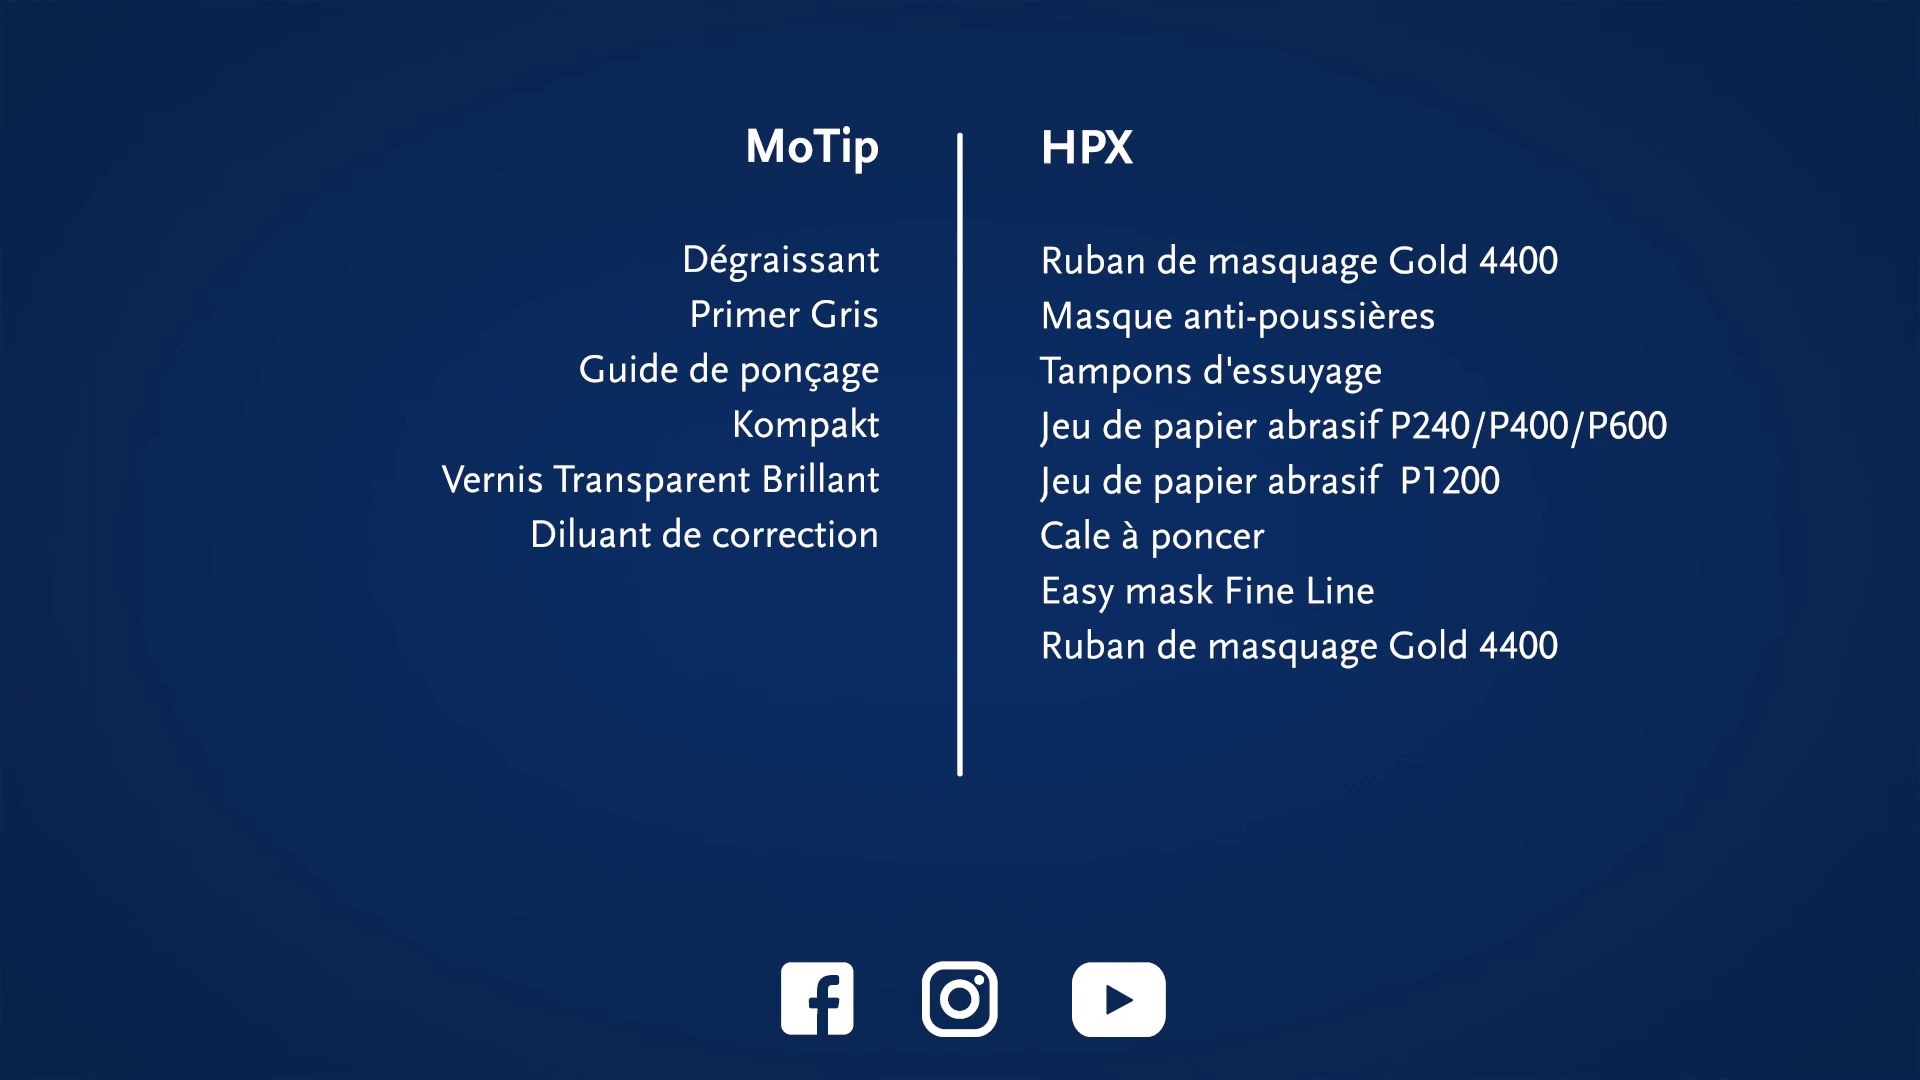 MoTip
Dégraissant
Primer Gris
Guide de ponçage
Kompakt
Vernis Transparent Brillant
Diluant de correction
HPX
Ruban de masquage Gold 4400
Masque anti-poussières
Tampons d'essuyage
Jeu de papier abrasif P240/P400/P600
Jeu de papier abrasif  P1200
Cale à poncer
Easy mask Fine Line
Ruban de masquage Gold 4400